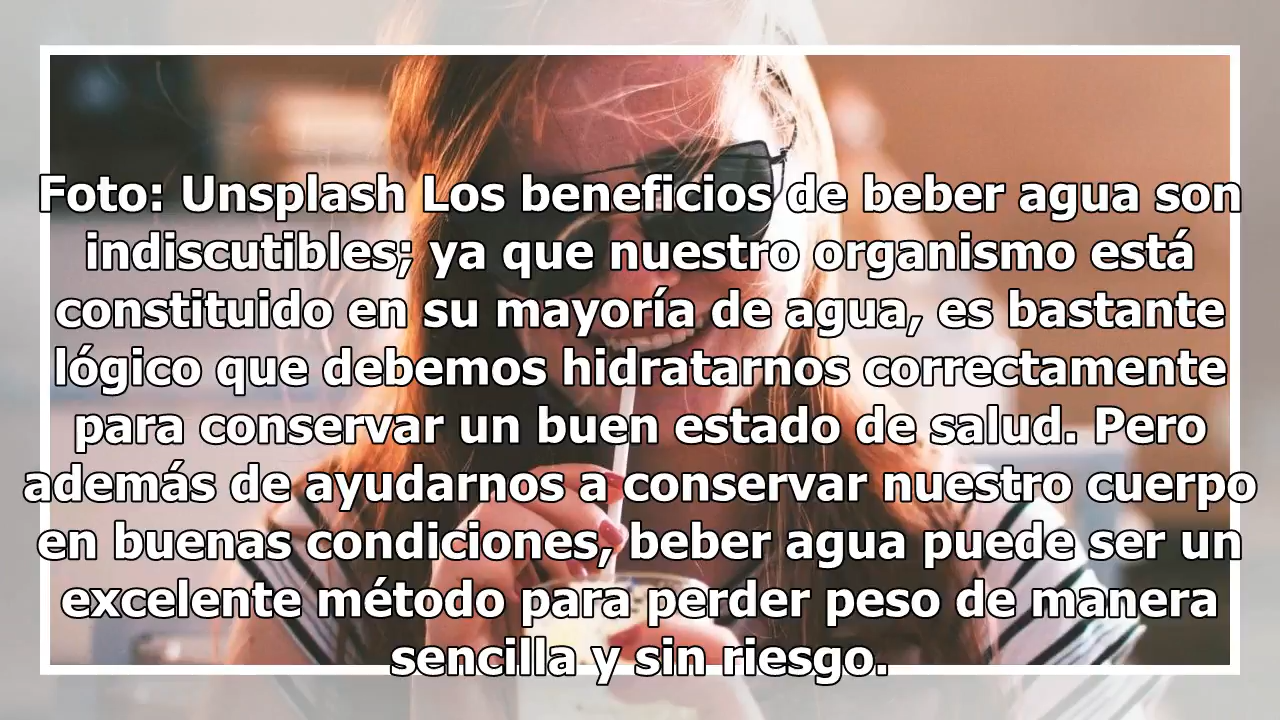 Foto: Unsplash Los beneficios de beber agua son
indiscutibles; ya que nuestro organismo está
constituido en su mayoría de agua, es bastante
lógico que debemos hidratarnos correctamente
para conservar un buen estado de salud. Pero
además de ayudarnos a conservar nuestro cuerpo
en buenas condiciones, beber agua puede ser un
excelente método para perder peso de manera
sencilla y sin riesgo.